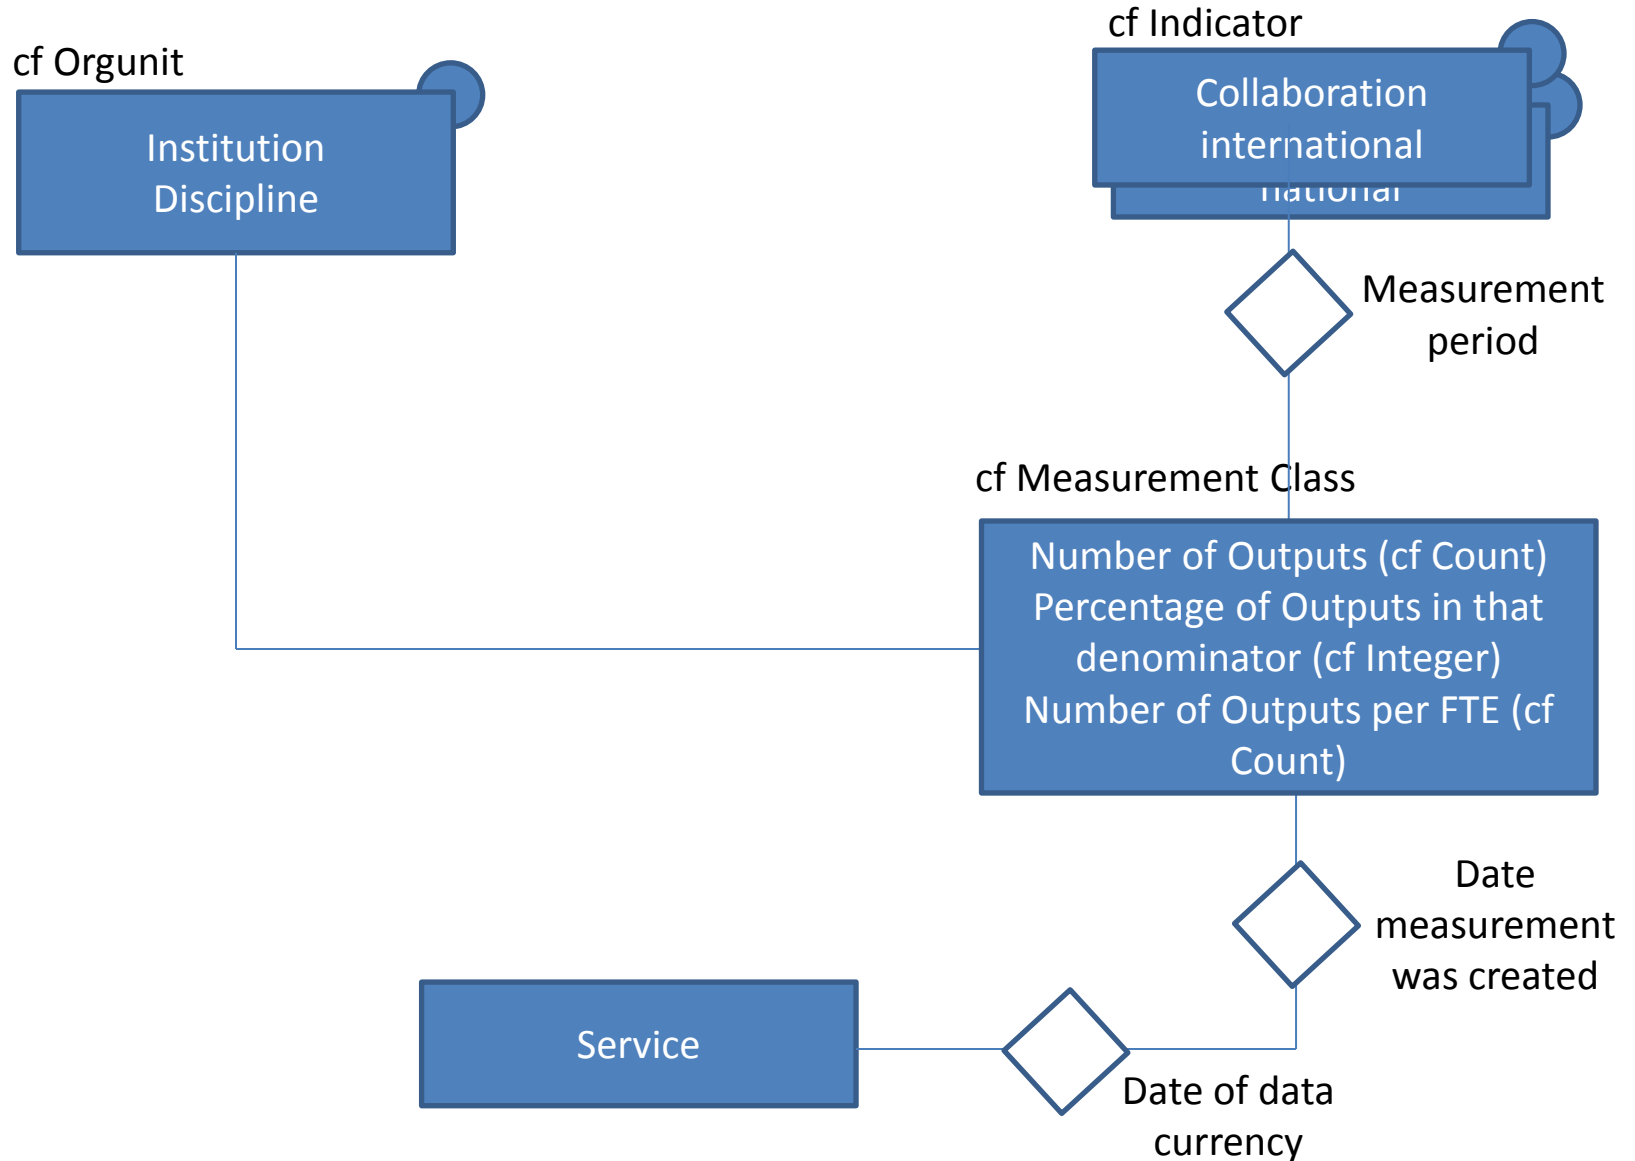 cf Orgunit
Institution
Discipline
cf Indicator
Collaboration
international
national
Measurement
period
cf Measurement Class
Number of Outputs (cf Count)
Percentage of Outputs in that
denominator (cf Integer)
Number of Outputs per FTE (cf
Count)
Date
measurement
was created
Service
Date of data
currency